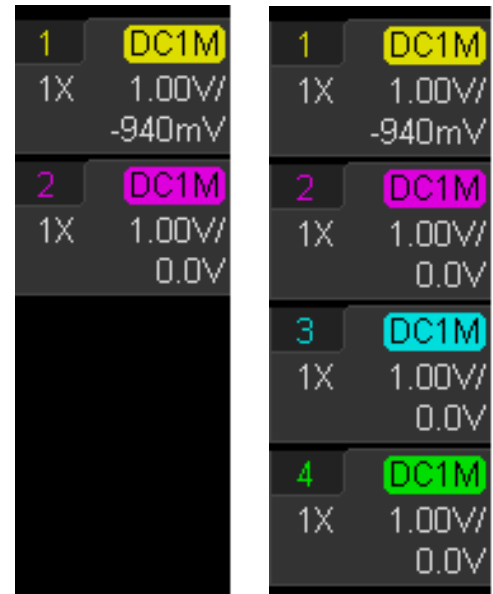 1 DC1M
1X 1.00V/
-940mV
2 DC1M
1X 1.00V/
0.0V
1 DC1M
1X 1.00V/
-940mV
2 DC1M
1X 1.00V/
0.0V
3 DC1M
1X 1.00V/
0.0V
4 DC1M
1X 1.00V/
0.0V